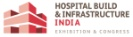 HOSPITAL BUILD
& INFRASTRUCTURE
INDIA
EXHIBITION & CONGRESS